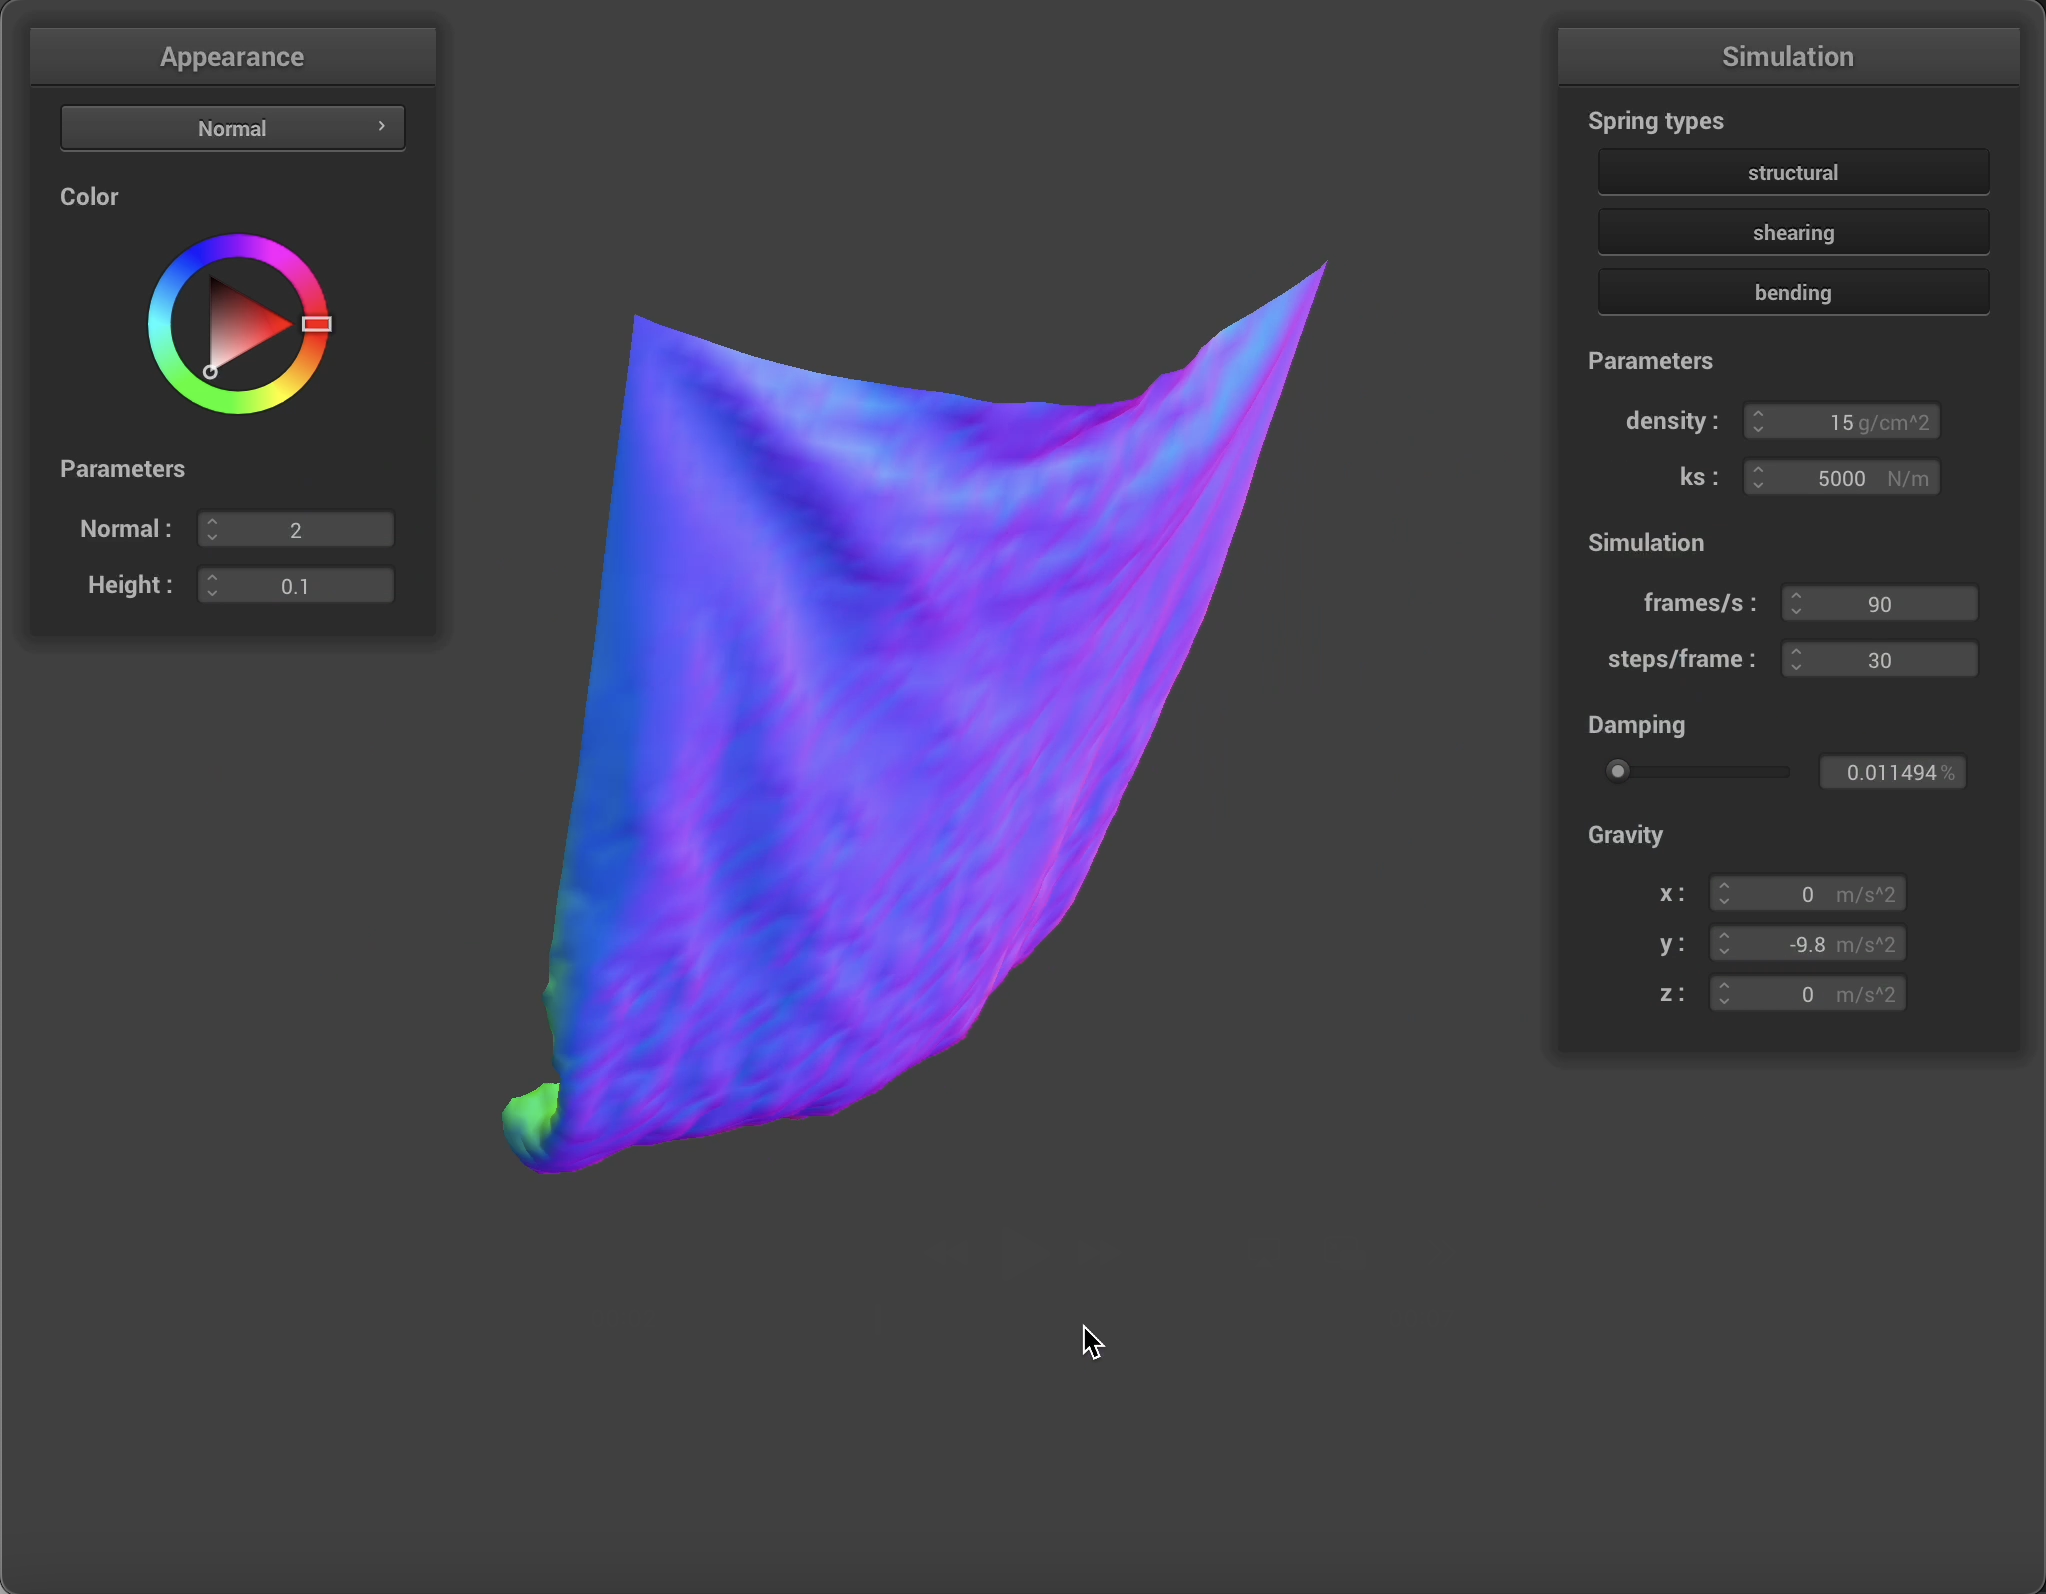 Appearance
Normal
Color
Parameters
Normal : 2
Height : 0.1
Simulation
Spring types
structural
shearing
bending
Parameters
density : 15 g/cm^2
ks : 5000 N/m
Simulation
frames/s : 90
steps/frame : 30
Damping
0.011494 %
Gravity
x : 0 m/s^2
y : -9.8 m/s^2
z : 0 m/s^2